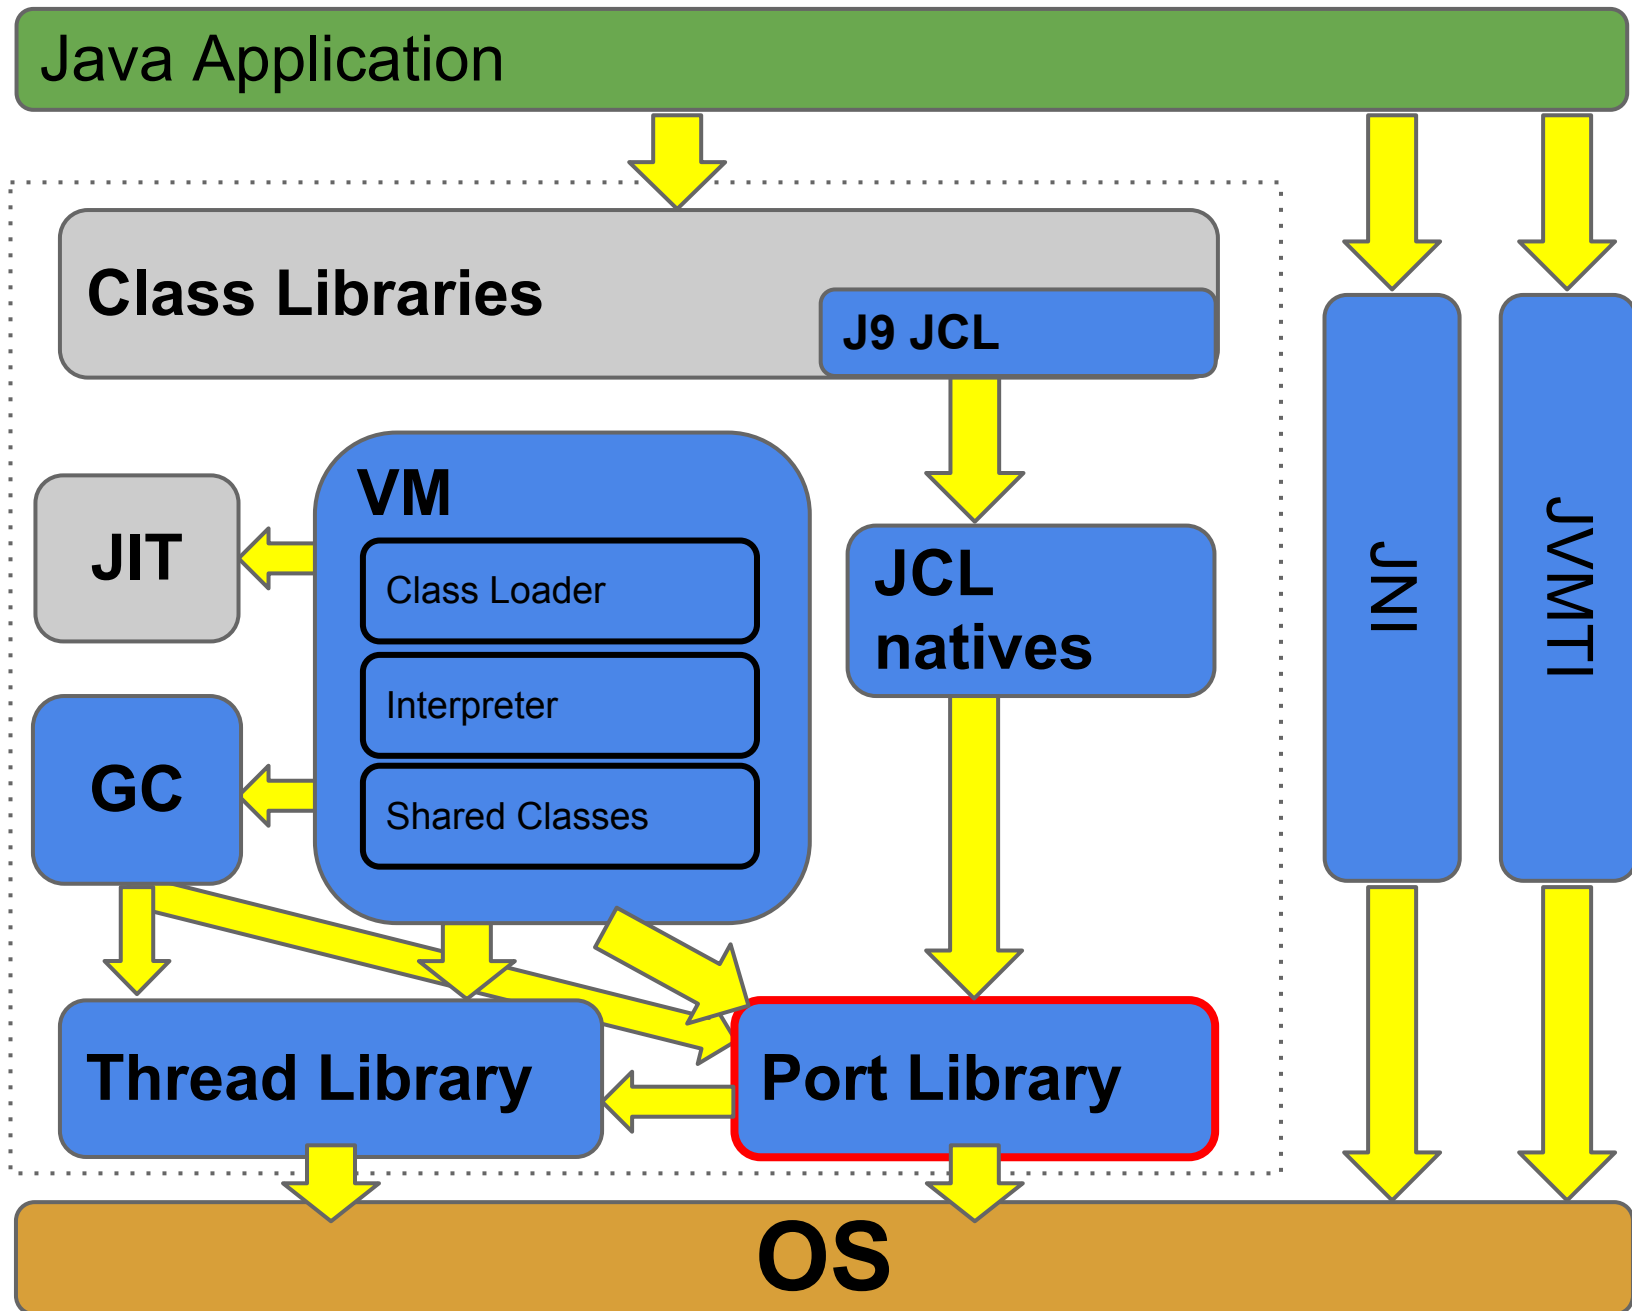 Java Application
Class Libraries
J9 JCL
VM
JIT
Class Loader
JCL
natives
Interpreter
GC
Shared Classes
JNI
JVMTI
Thread Library
Port Library
OS